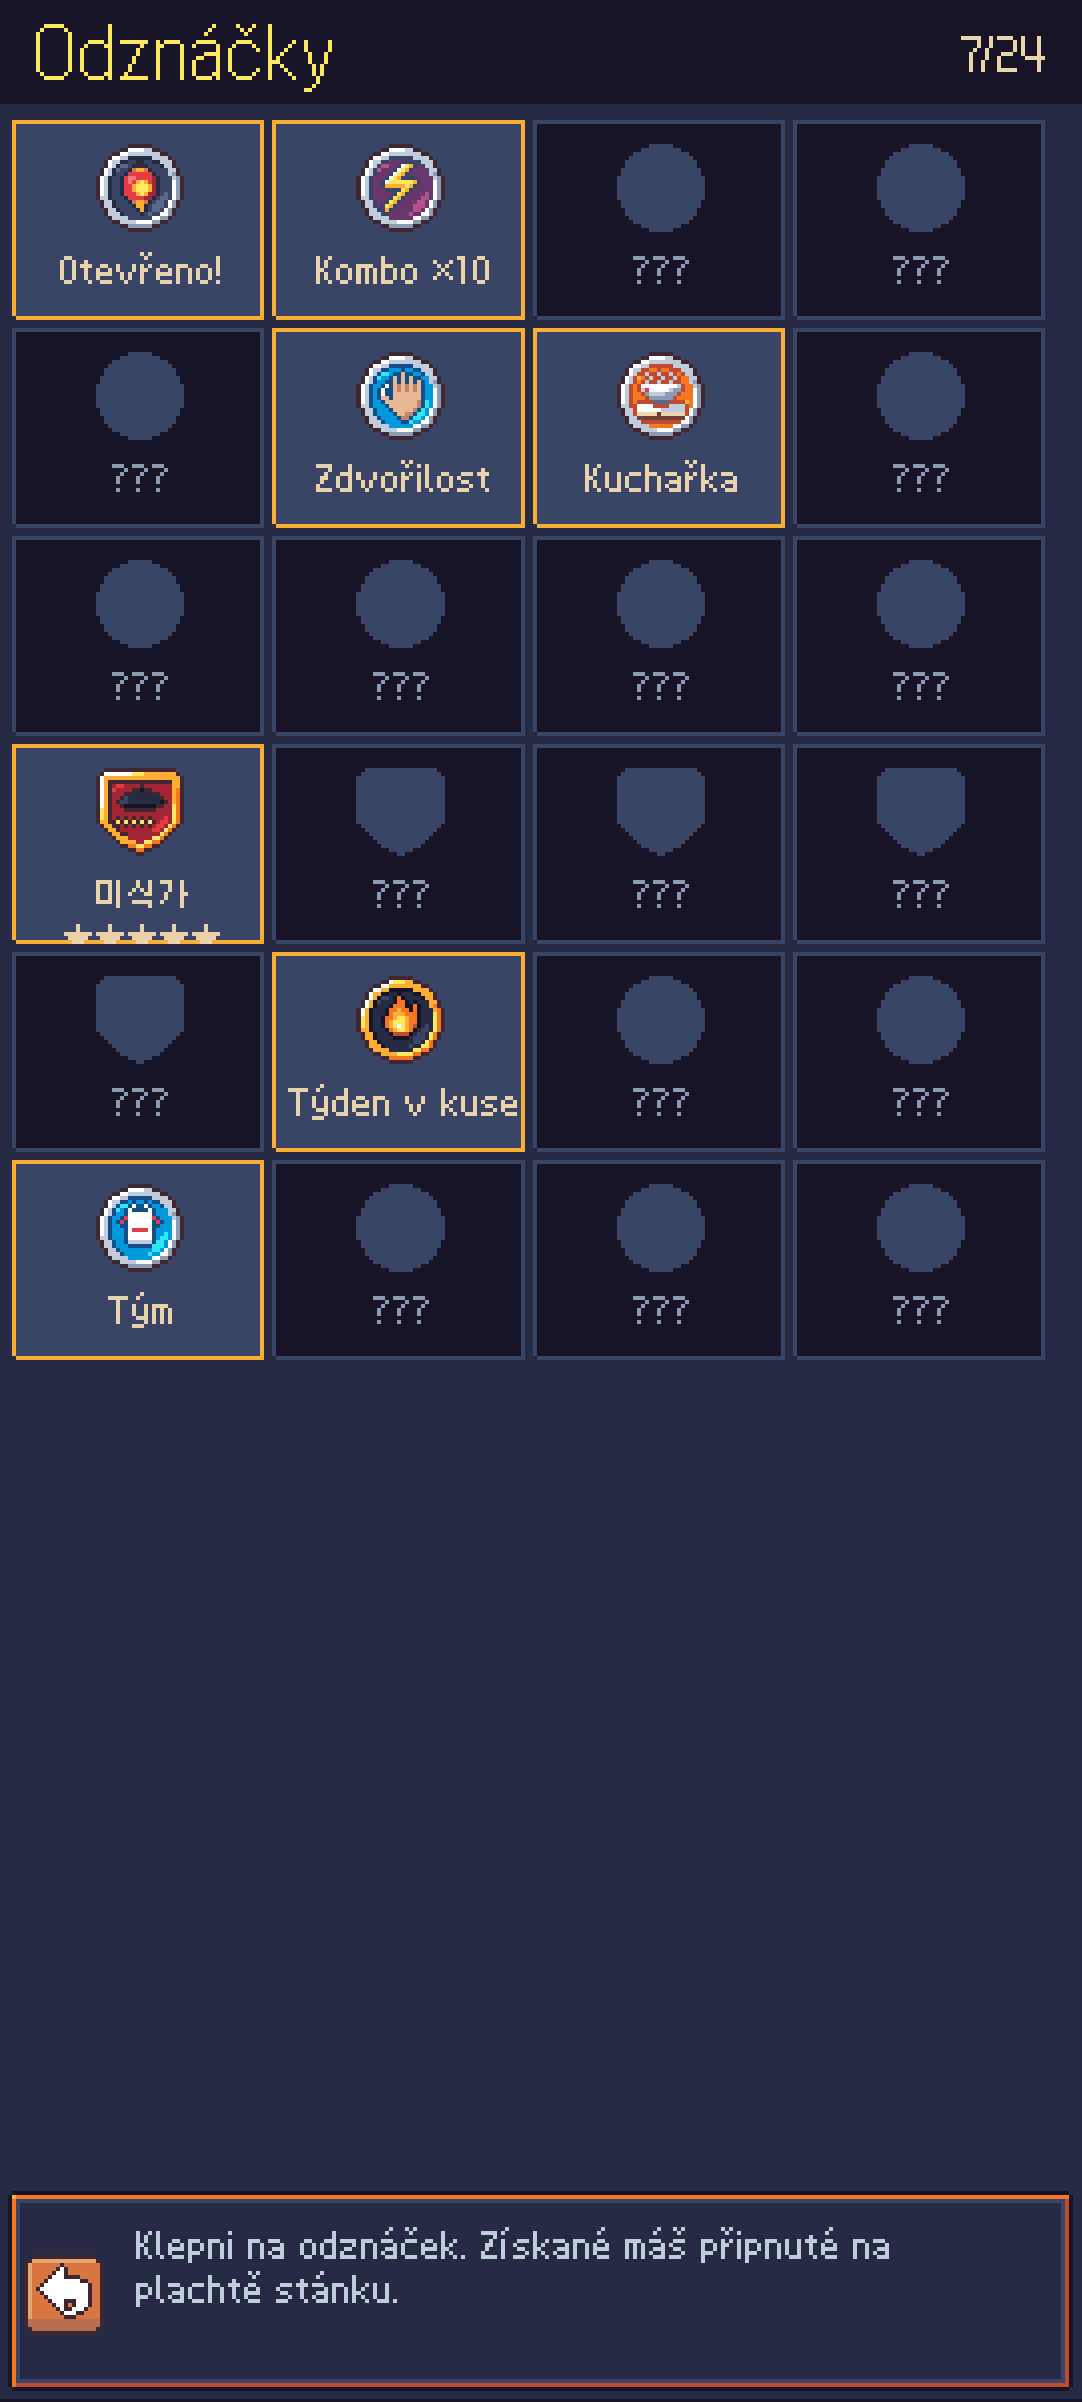 Odznáčky
7/24
Otevřeno!
Kombo ×10
???
???
???
Zdvořilost
Kuchařka
???
???
???
???
???
미식가
★★★★★
???
???
???
???
Týden v kuse
???
???
Tým
???
???
???
Klepni na odznáček. Získané máš připnuté na
plachtě stánku.